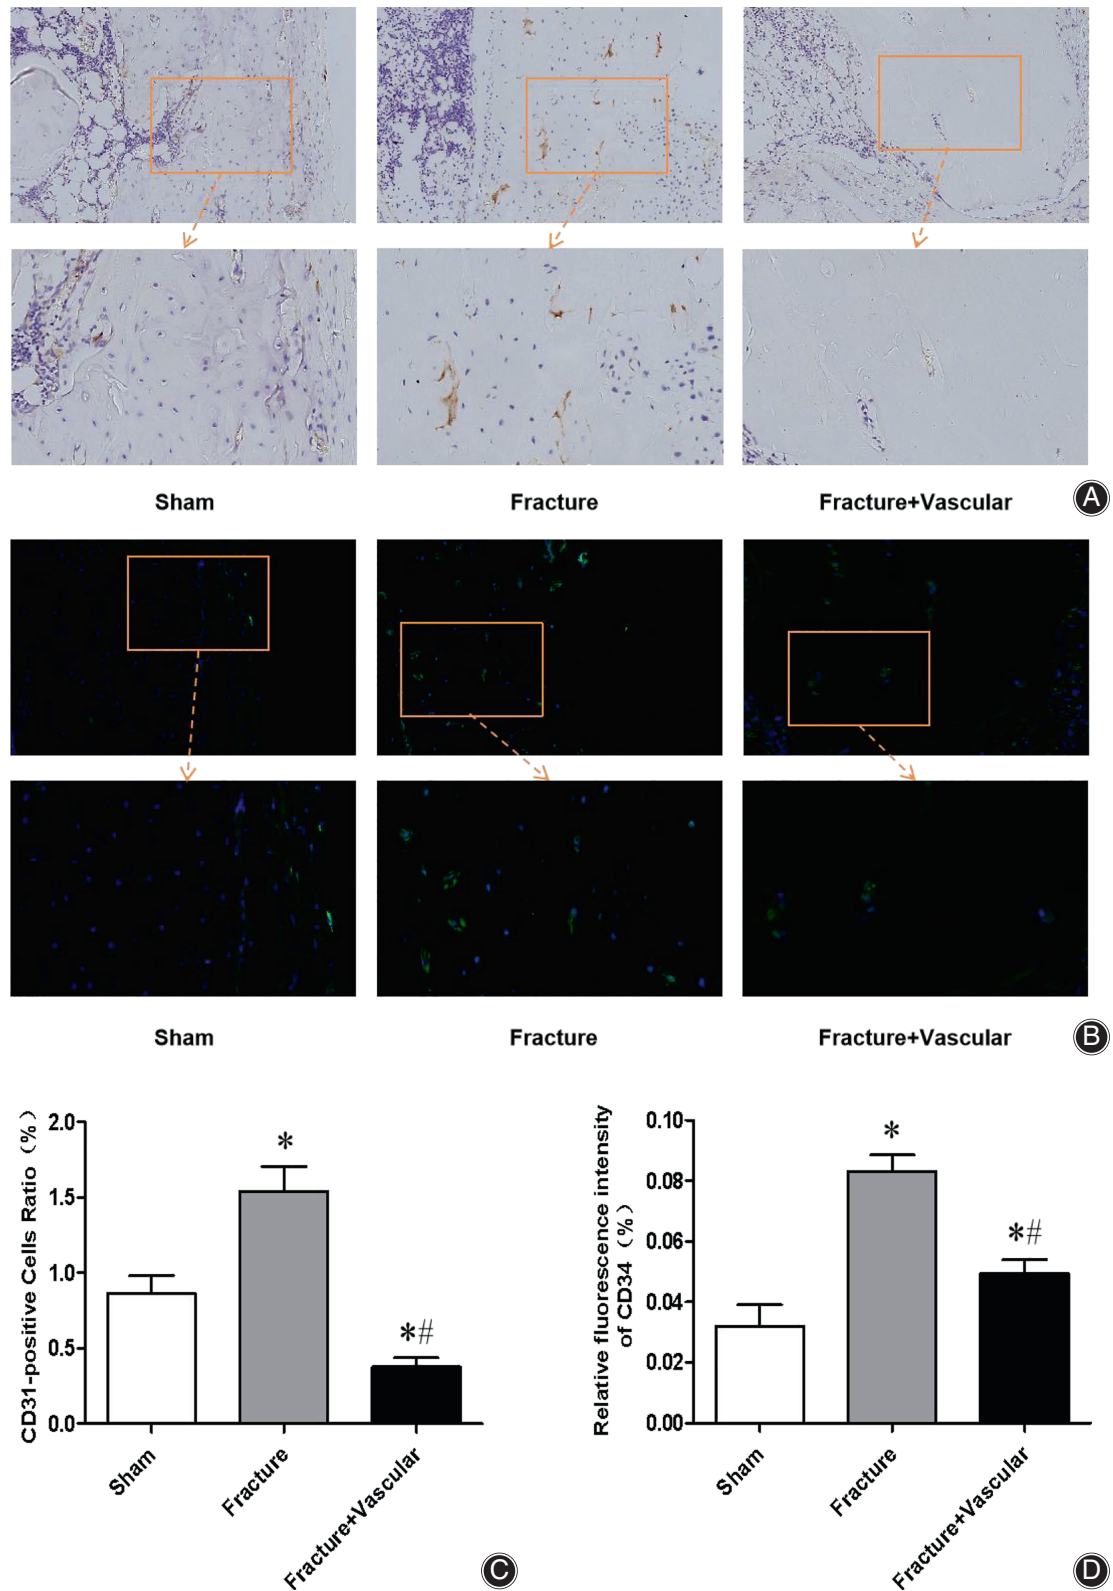 Sham
Fracture
Fracture+Vascular
A
Sham
Fracture
Fracture+Vascular
B
CD31-positive Cells Ratio (%)
2.0
1.5
1.0
0.5
0.0
*
*#
Sham
Fracture
Fracture+Vascular
C
Relative fluorescence intensity
of CD34 (%)
0.10
0.08
0.06
0.04
0.02
0.00
*
*#
Sham
Fracture
Fracture+Vascular
D